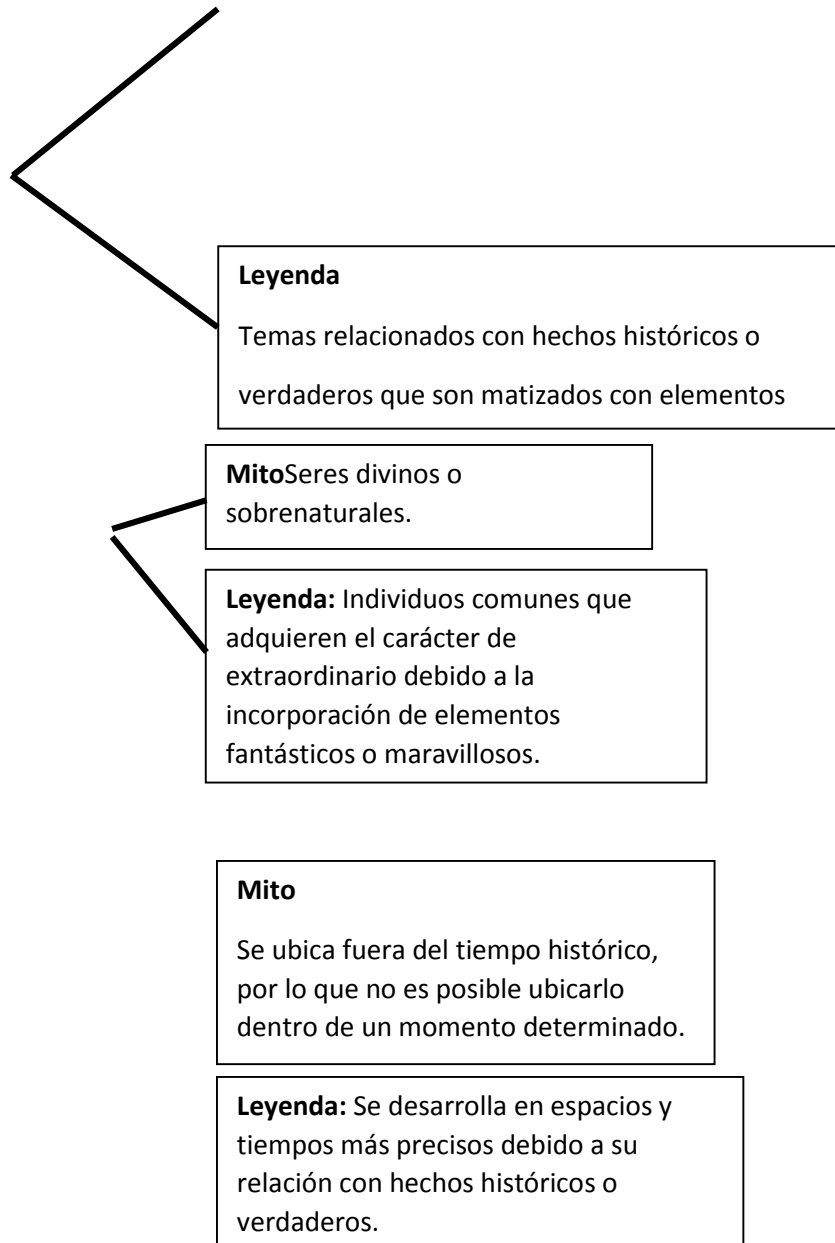 Leyenda
Temas relacionados con hechos históricos o
verdaderos que son matizados con elementos
MitoSeres divinos o
sobrenaturales.
Leyenda: Individuos comunes que
adquieren el carácter de
extraordinario debido a la
incorporación de elementos
fantásticos o maravillosos.
Mito
Se ubica fuera del tiempo histórico,
por lo que no es posible ubicarlo
dentro de un momento determinado.
Leyenda: Se desarrolla en espacios y
tiempos más precisos debido a su
relación con hechos históricos o
verdaderos.